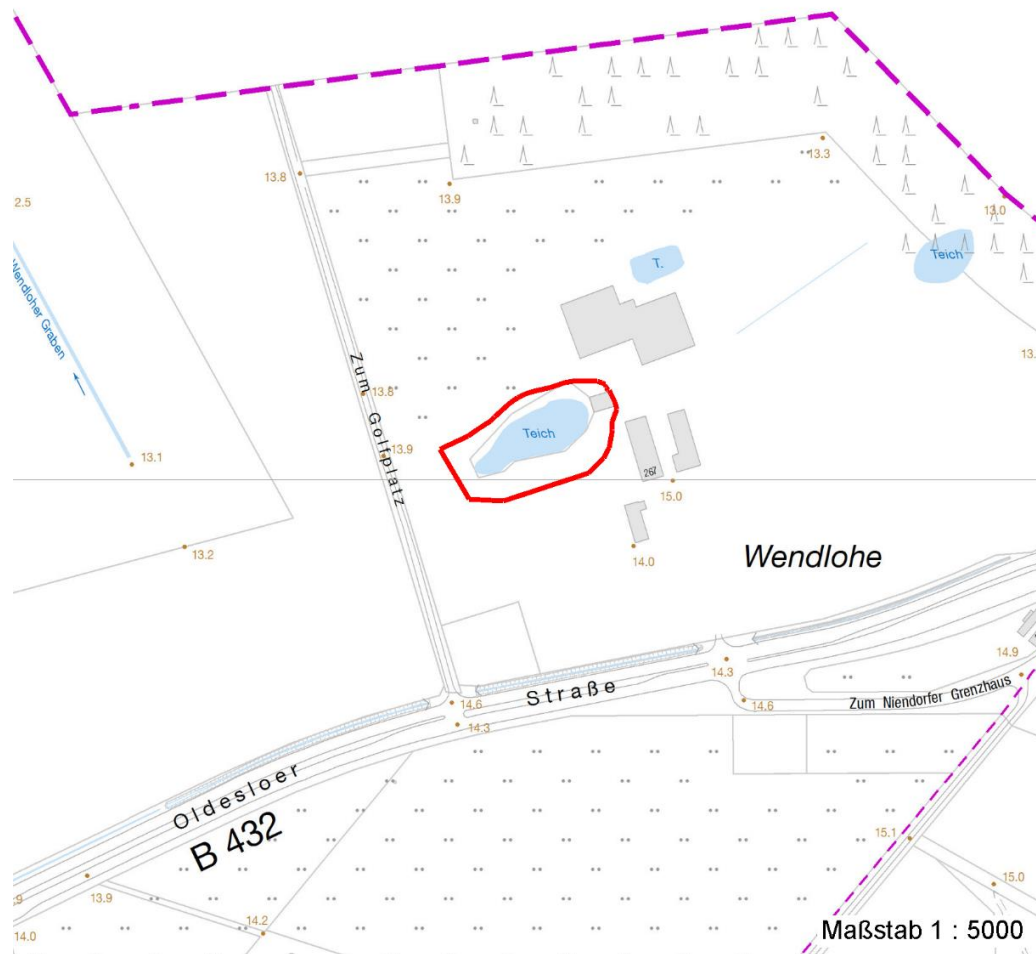 13.3
13.8
13.9
13.0
2.5
Teich
T.
Wendloher Graben
13.
Zum Golfplatz
13.8
Teich
13.9
13.1
267
15.0
13.2
14.0
Wendlohe
14.3
14.9
14.6
Straße
14.6
Zum Niendorfer Grenzhaus
14.3
Oldesloer
B 432
15.1
13.9
15.0
.9
14.2
14.0
Maßstab 1 : 5000